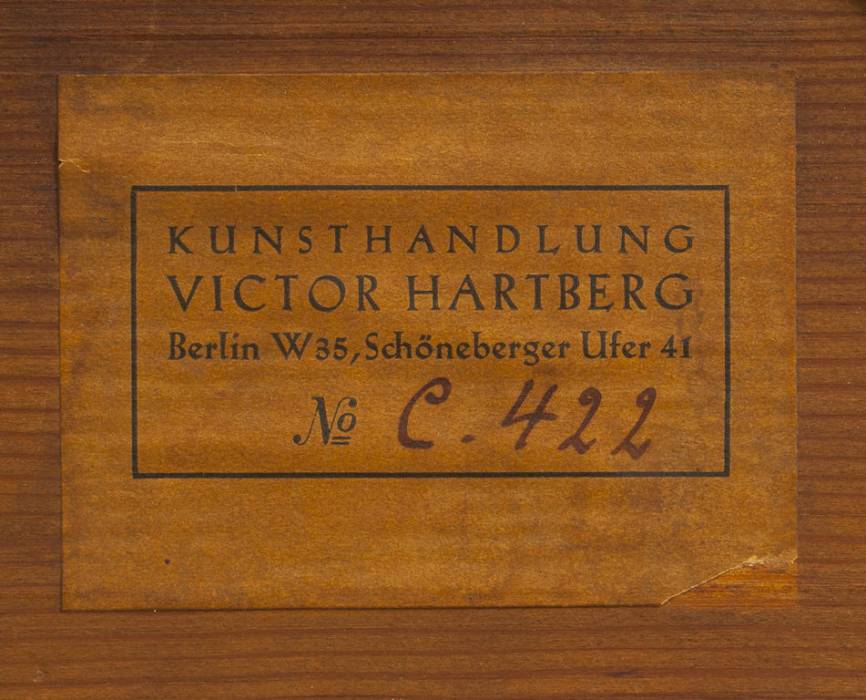 KUNSTHANDLUNG
VICTOR HARTBERG
Berlin W35, Schöneberger Ufer 41
No C. 422